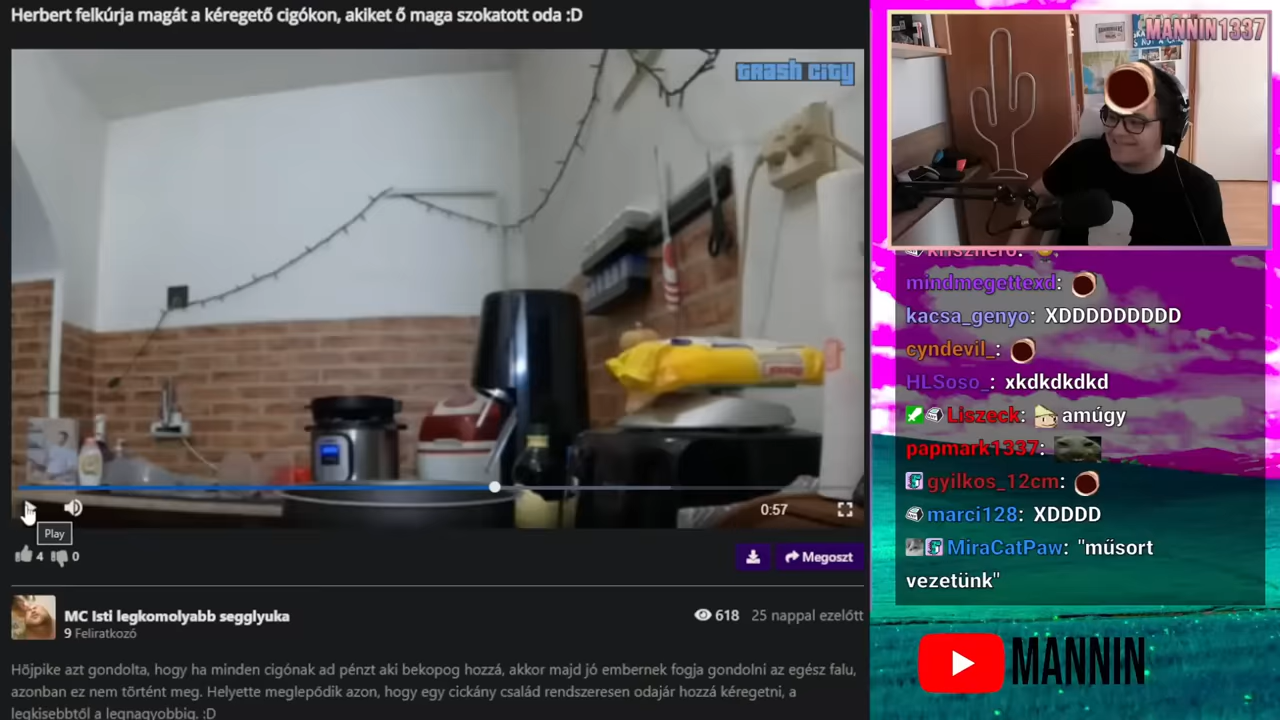 Herbert felkúrja magát a kéregető cigókon, akiket ő maga szokatott oda :D
trash city
0:57
Play
4
0
Megoszt
MC Isti legkomolyabb segglyuka
9 Feliratkozó
618
25 nappal ezelőtt
Höjpike azt gondolta, hogy ha minden cigónak ad pénzt aki bekopog hozzá, akkor majd jó embernek fogja gondolni az egész falu,
azonban ez nem történt meg. Helyette meglepődik azon, hogy egy cickány család rendszeresen odajár hozzá kéregetni, a
legkisebbtől a legnagyobbig. :D
MANNIN1337
mindmegettexd:
kacsa_genyo: XDDDDDDDDD
cyndevil_:
HLSoso_: xkdkdkdkd
Liszeck: amúgy
papmark1337:
gyilkos_12cm:
marci128: XDDDD
MiraCatPaw: "műsort
vezetünk"
MANNIN